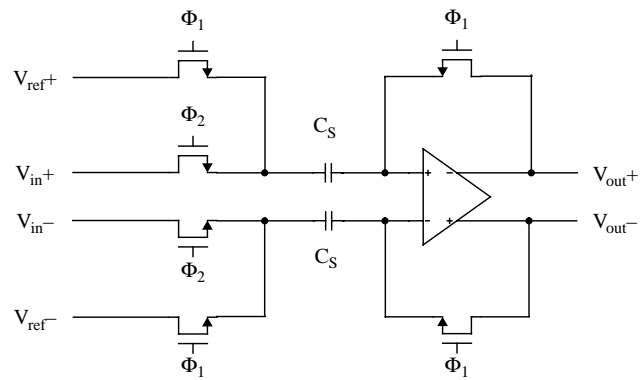 Φ1 Φ1
Vref+
Φ2 CS
Vin+ + − Vout+
Vin− − + Vout−
Φ2 CS
Vref−
Φ1 Φ1